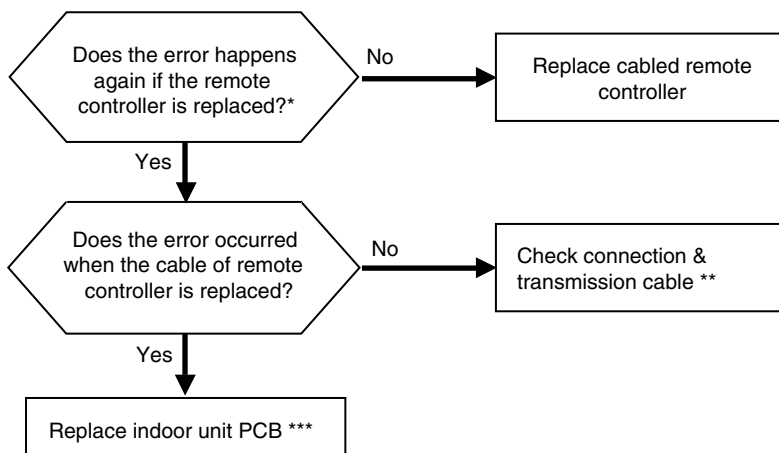 Does the error happens
again if the remote
controller is replaced?*
No
Replace cabled remote
controller
Yes
Does the error occurred
when the cable of remote
controller is replaced?
No
Check connection &
transmission cable **
Yes
Replace indoor unit PCB ***